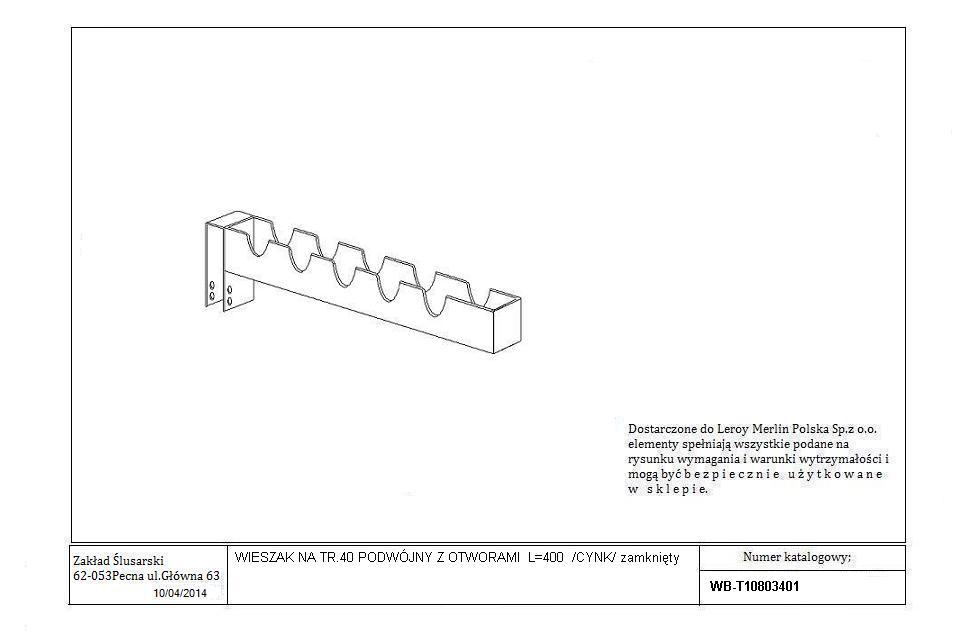 Dostarczone do Leroy Merlin Polska Sp.z o.o.
elementy spełniają wszystkie podane na
rysunku wymagania i warunki wytrzymałości i
mogą być b e z p i e c z n i e u ż y t k o w a n e
w s k l e p i e.
Zakład Ślusarski
62-053Pecna ul.Główna 63
10/04/2014
WIESZAK NA TR.40 PODWÓJNY Z OTWORAMI L=400 /CYNK/ zamknięty
Numer katalogowy;
WB-T10803401